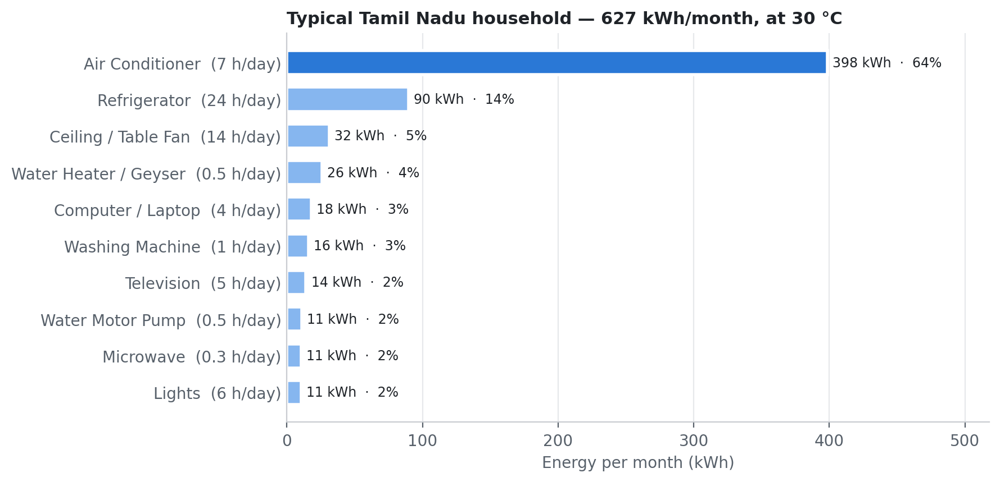 Typical Tamil Nadu household — 627 kWh/month, at 30 °C
Air Conditioner (7 h/day) 398 kWh · 64%
Refrigerator (24 h/day) 90 kWh · 14%
Ceiling / Table Fan (14 h/day) 32 kWh · 5%
Water Heater / Geyser (0.5 h/day) 26 kWh · 4%
Computer / Laptop (4 h/day) 18 kWh · 3%
Washing Machine (1 h/day) 16 kWh · 3%
Television (5 h/day) 14 kWh · 2%
Water Motor Pump (0.5 h/day) 11 kWh · 2%
Microwave (0.3 h/day) 11 kWh · 2%
Lights (6 h/day) 11 kWh · 2%
0 100 200 300 400 500
Energy per month (kWh)